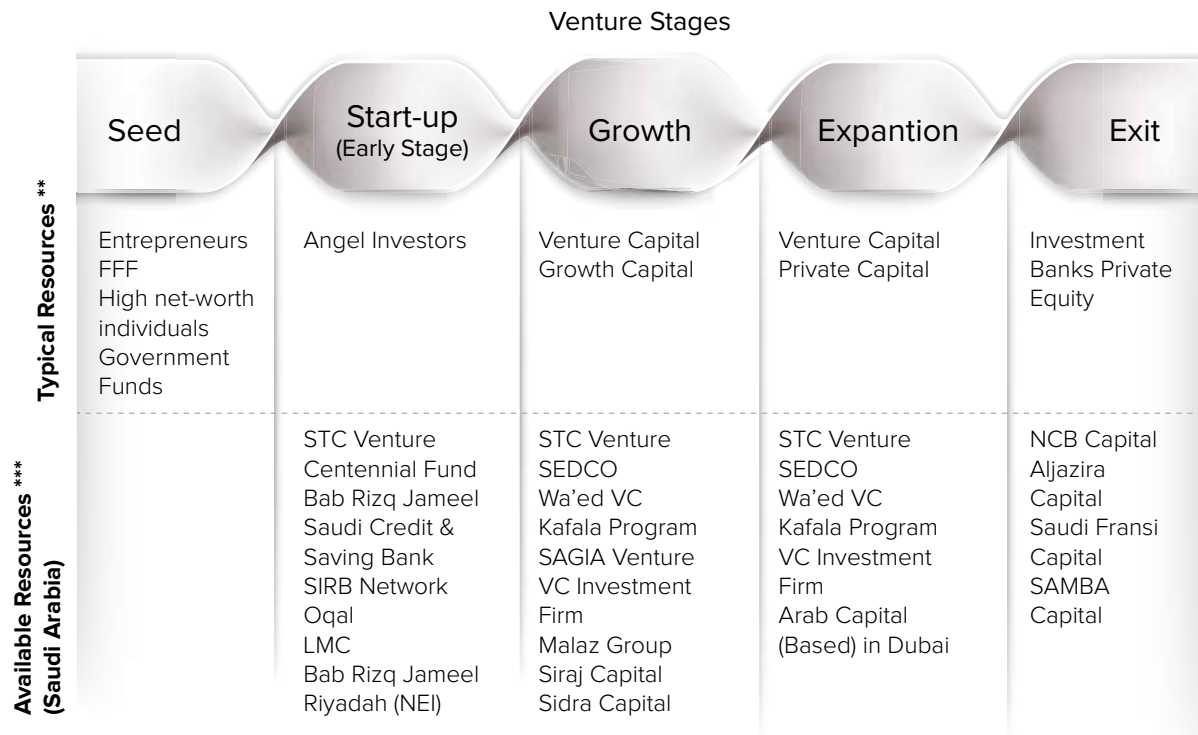 Venture Stages
Seed
Start-up
(Early Stage)
Growth
Expantion
Exit
Typical Resources **
Entrepreneurs
FFF
High net-worth
individuals
Government
Funds
Angel Investors
Venture Capital
Growth Capital
Venture Capital
Private Capital
Investment
Banks Private
Equity
Available Resources ***
(Saudi Arabia)
STC Venture
Centennial Fund
Bab Rizq Jameel
Saudi Credit &
Saving Bank
SIRB Network
Oqal
LMC
Bab Rizq Jameel
Riyadah (NEI)
STC Venture
SEDCO
Wa’ed VC
Kafala Program
SAGIA Venture
VC Investment
Firm
Malaz Group
Siraj Capital
Sidra Capital
STC Venture
SEDCO
Wa’ed VC
Kafala Program
VC Investment
Firm
Arab Capital
(Based) in Dubai
NCB Capital
Aljazira
Capital
Saudi Fransi
Capital
SAMBA
Capital